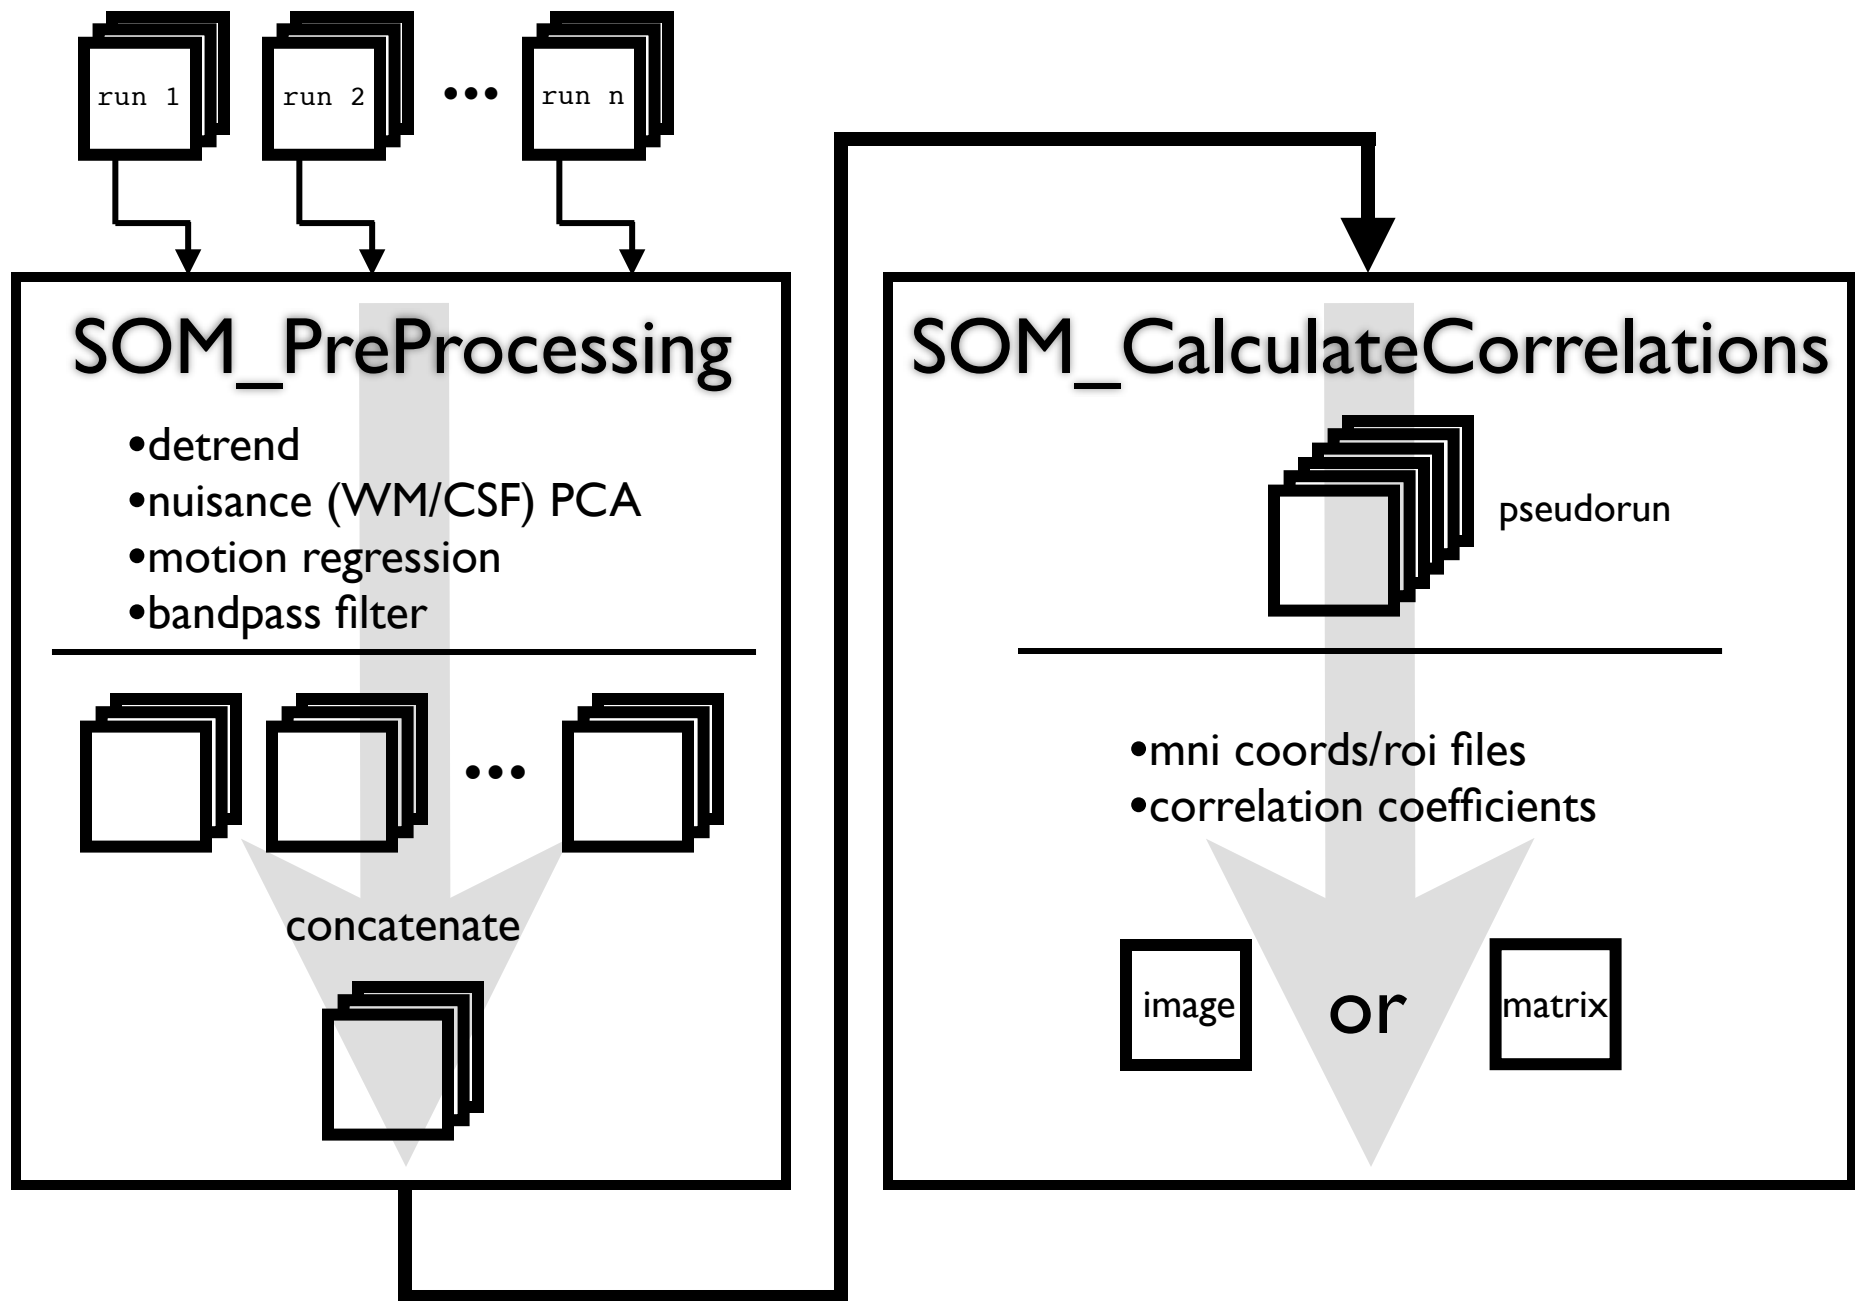 run 1
run 2
•••
run n
SOM_PreProcessing
•detrend
•nuisance (WM/CSF) PCA
•motion regression
•bandpass filter
•••
concatenate
SOM_CalculateCorrelations
pseudorun
•mni coords/roi files
•correlation coefficients
image
or
matrix